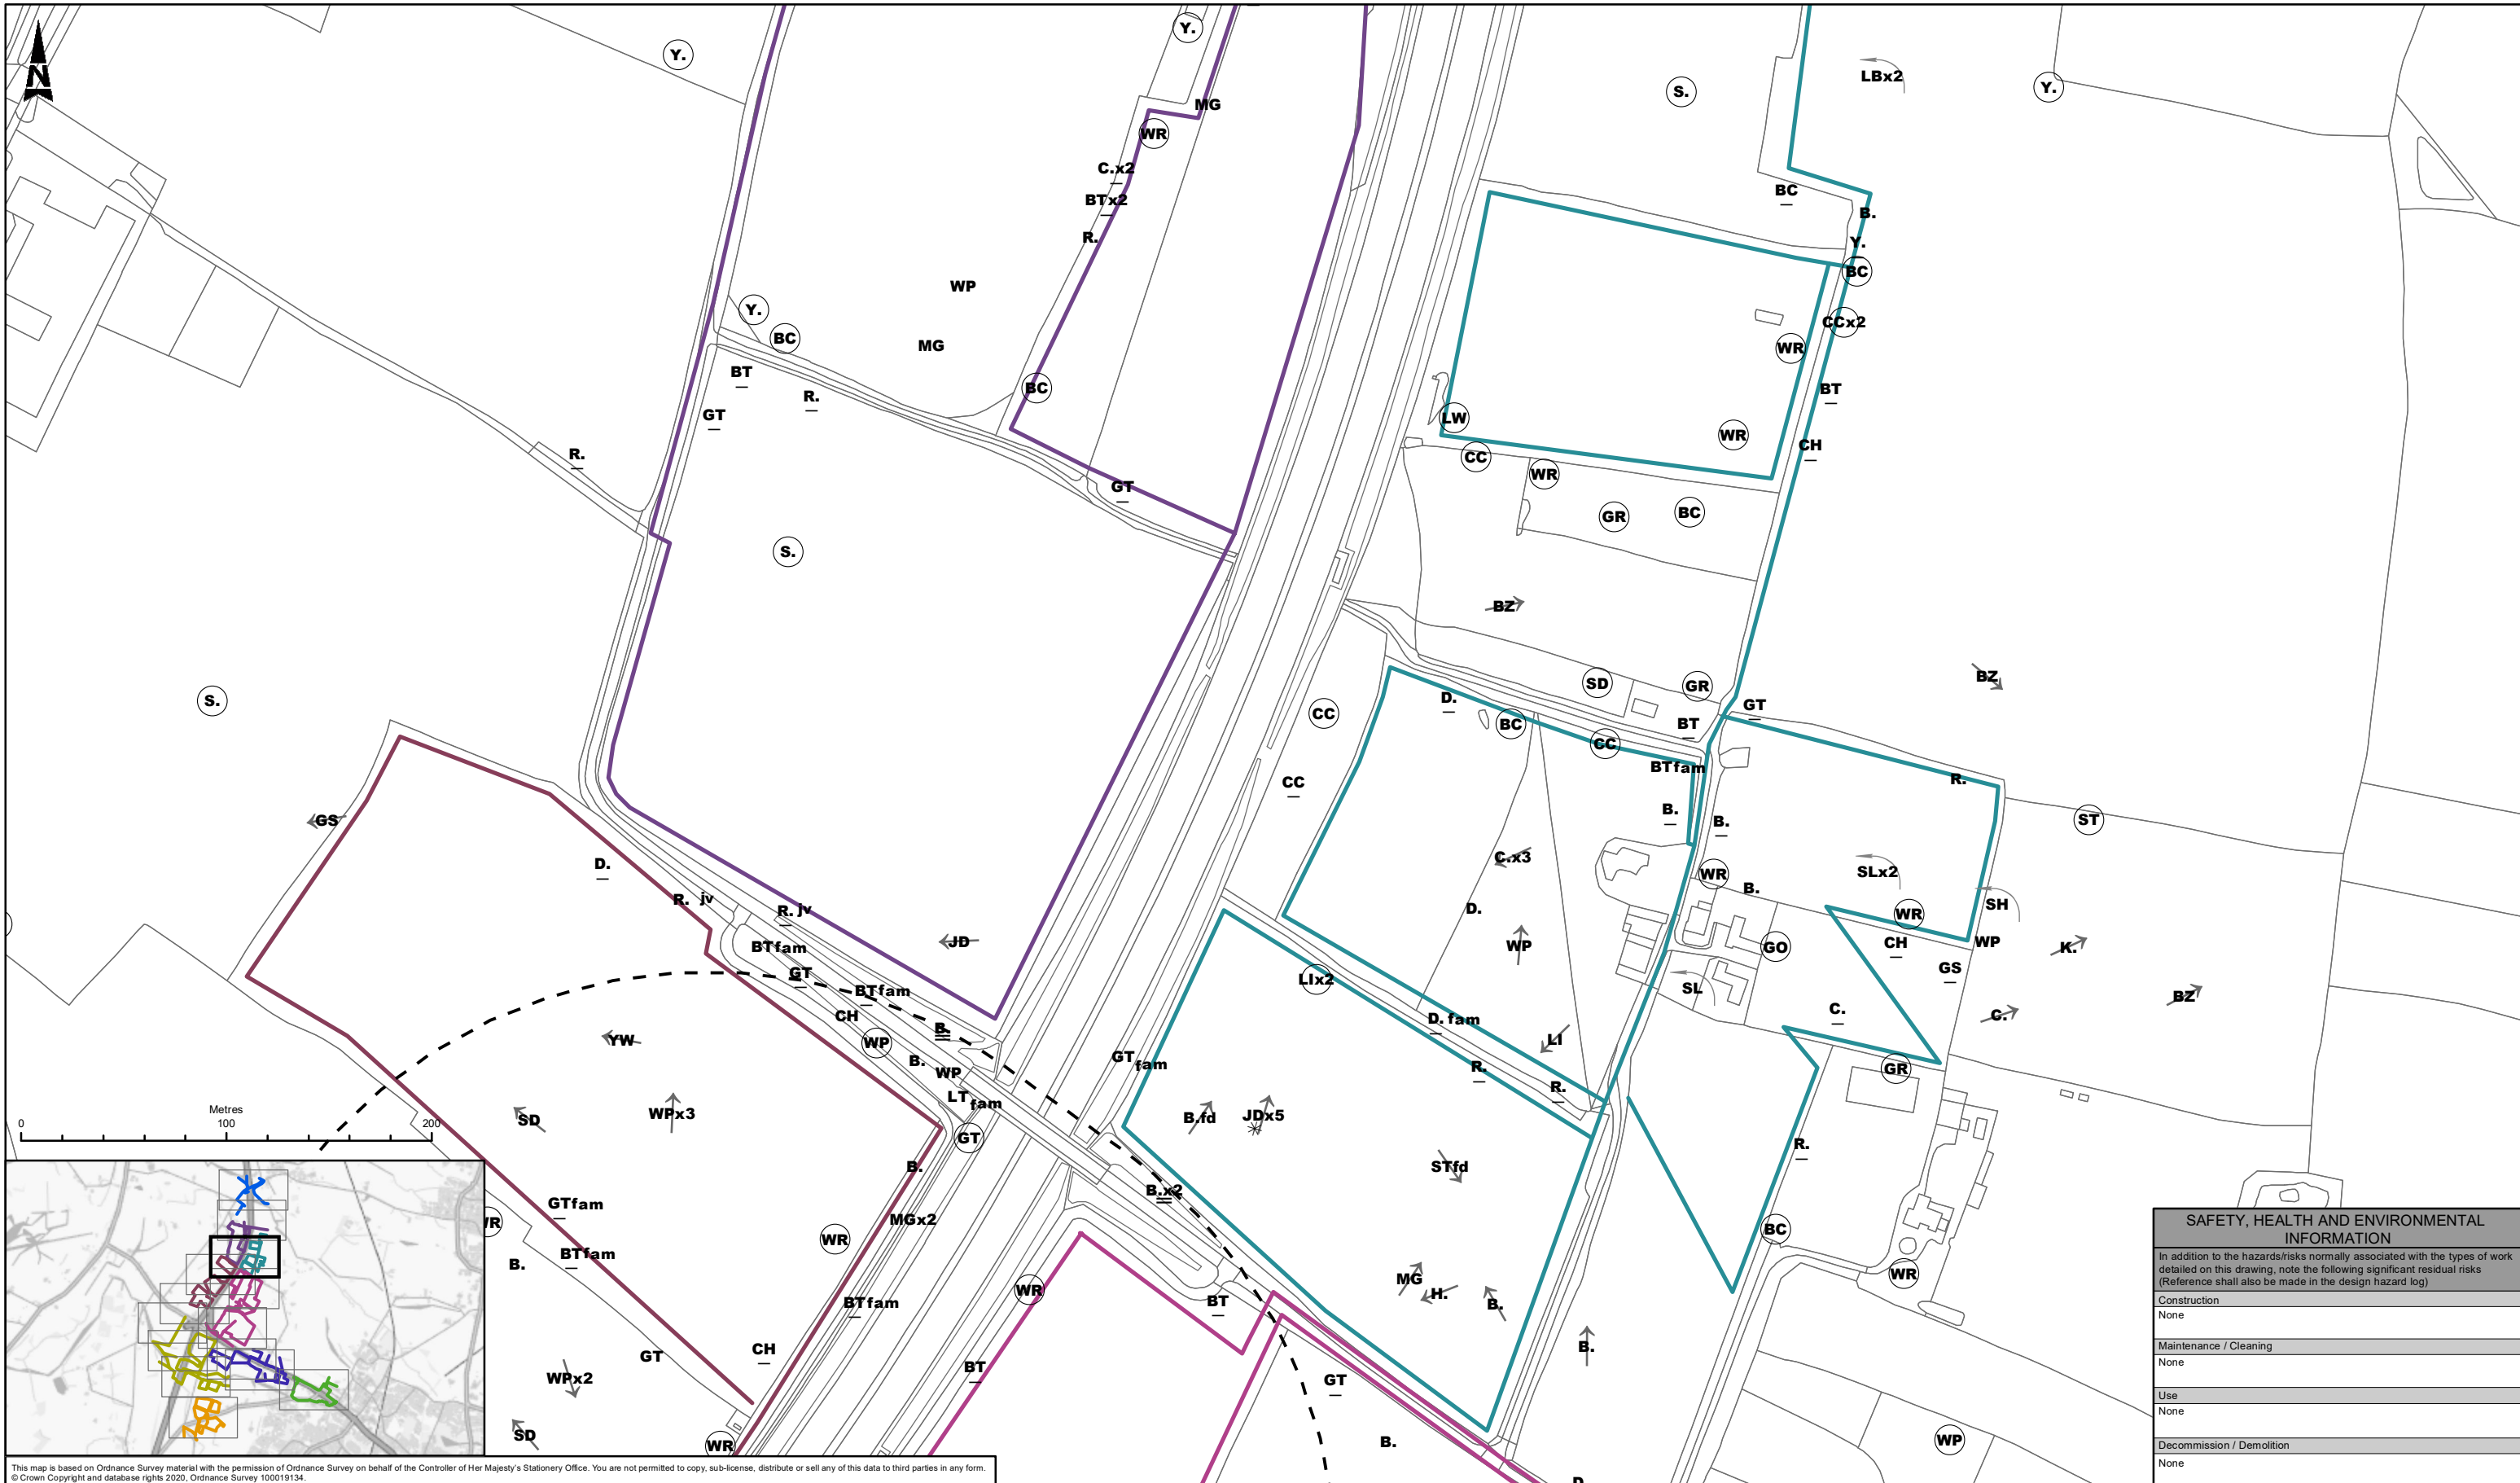 Y.
Y.
N
MG
WR
C.x2
BTx2
R.
S.
LBx2
Y.
BC
B.
Y.
BC
WP
Y.
BC
MG
CCx2
WR
BT
R.
GT
BC
BT
LW
WR
CH
R.
CC
WR
GT
GR
BC
S.
BZ
BZ
S.
SD
GR
D.
GT
CC
BC
BT
CC
BTfam
R.
CC
B.
B.
ST
GS
D.
C.x3
WR
SLx2
B.
R. jv
R. jv
D.
WR
SH
BTfam
JD
WP
GO
CH
WP
K.
GT
LIx2
GS
SL
BTfam
BZ
CH
B.
D. fam
C.
C.
YW
WP
B.
GT
fam
LI
WP
R.
GR
LT
fam
R.
SD
WPx3
B.fd
JDx5
Metres
0 100 200
GT
R.
B.
STfd
GTfam
B.x2
MGx2
WR
BC
B.
BTfam
WR
WR
MG
H.
B.
BTfam
BT
B.
GT
CH
BT
WPx2
GT
SD
WR
B.
WP
SAFETY, HEALTH AND ENVIRONMENTAL
INFORMATION
In addition to the hazards/risks normally associated with the types of work
detailed on this drawing, note the following significant residual risks
(Reference shall also be made in the design hazard log)
Construction
None
Maintenance / Cleaning
None
Use
None
Decommission / Demolition
None
This map is based on Ordnance Survey material with the permission of Ordnance Survey on behalf of the Controller of Her Majesty's Stationery Office. You are not permitted to copy, sub-license, distribute or sell any of this data to third parties in any form.
© Crown Copyright and database rights 2020, Ordnance Survey 100019134.